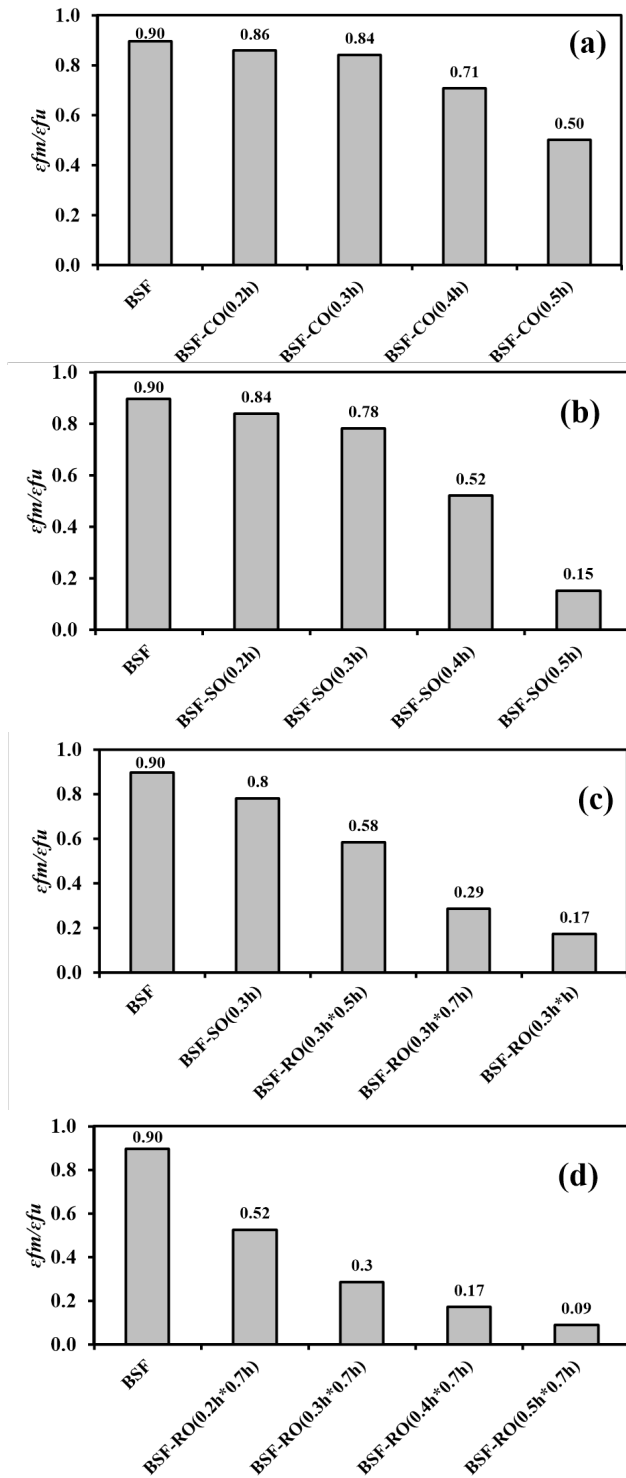 1.0
0.8
0.6
0.4
0.2
0.0
εfm/εfu
0.90
0.86
0.84
0.71
0.50
(a)
BSF
BSF-CO(0.2h)
BSF-CO(0.3h)
BSF-CO(0.4h)
BSF-CO(0.5h)
1.0
0.8
0.6
0.4
0.2
0.0
εfm/εfu
0.90
0.84
0.78
0.52
0.15
(b)
BSF
BSF-SO(0.2h)
BSF-SO(0.3h)
BSF-SO(0.4h)
BSF-SO(0.5h)
1.0
0.8
0.6
0.4
0.2
0.0
εfm/εfu
0.90
0.8
0.58
0.29
0.17
(c)
BSF
BSF-SO(0.3h)
BSF-RO(0.3h*0.5h)
BSF-RO(0.3h*0.7h)
BSF-RO(0.3h*h)
1.0
0.8
0.6
0.4
0.2
0.0
εfm/εfu
0.90
0.52
0.3
0.17
0.09
(d)
BSF
BSF-RO(0.2h*0.7h)
BSF-RO(0.3h*0.7h)
BSF-RO(0.4h*0.7h)
BSF-RO(0.5h*0.7h)